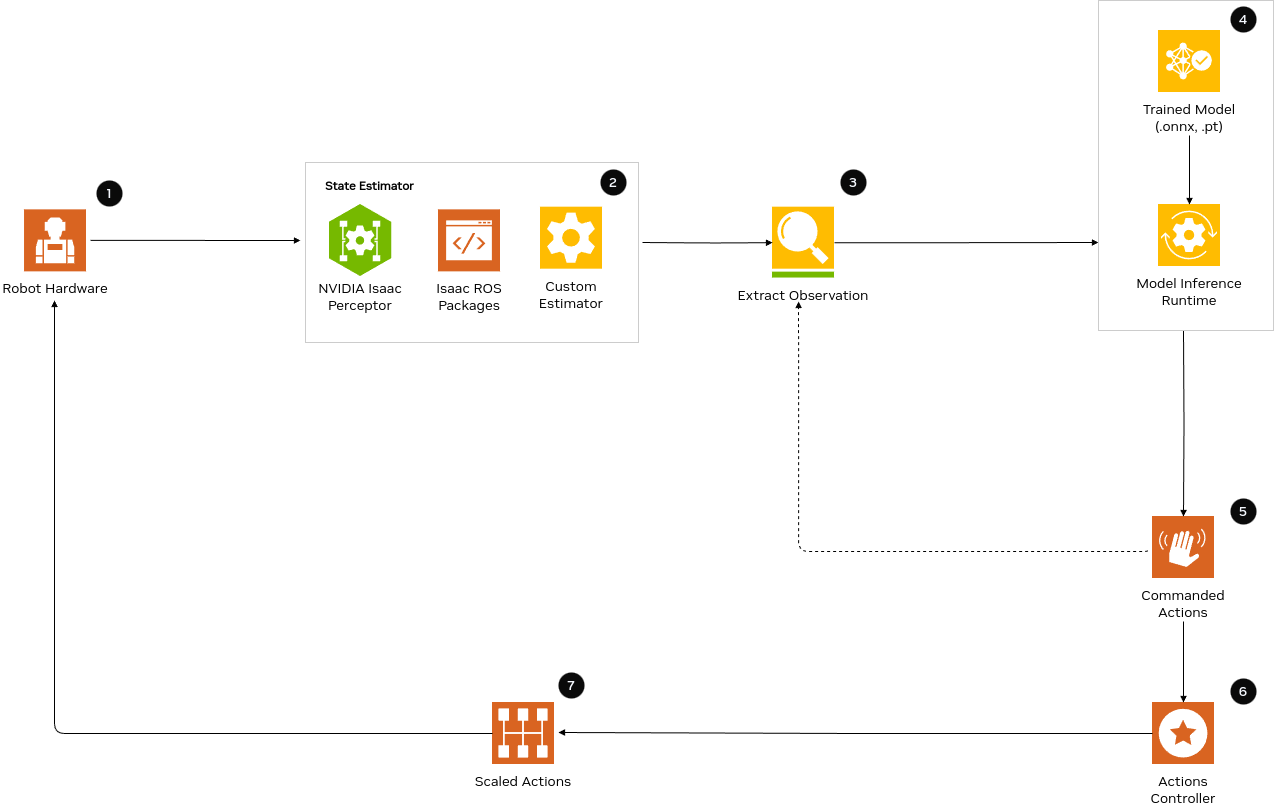 1
Robot Hardware
State Estimator
2
NVIDIA Isaac
Perceptor
Isaac ROS
Packages
Custom
Estimator
3
Extract Observation
4
Trained Model
(.onnx, .pt)
Model Inference
Runtime
5
Commanded
Actions
6
Actions
Controller
7
Scaled Actions